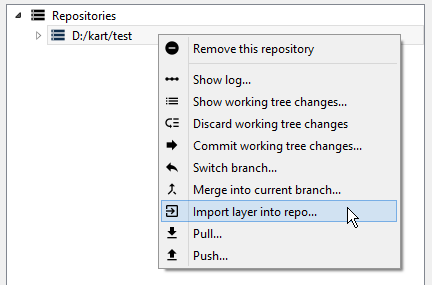 Repositories
D:/kart/test
Remove this repository
Show log...
Show working tree changes...
Discard working tree changes
Commit working tree changes...
Switch branch...
Merge into current branch...
Import layer into repo...
Pull...
Push...